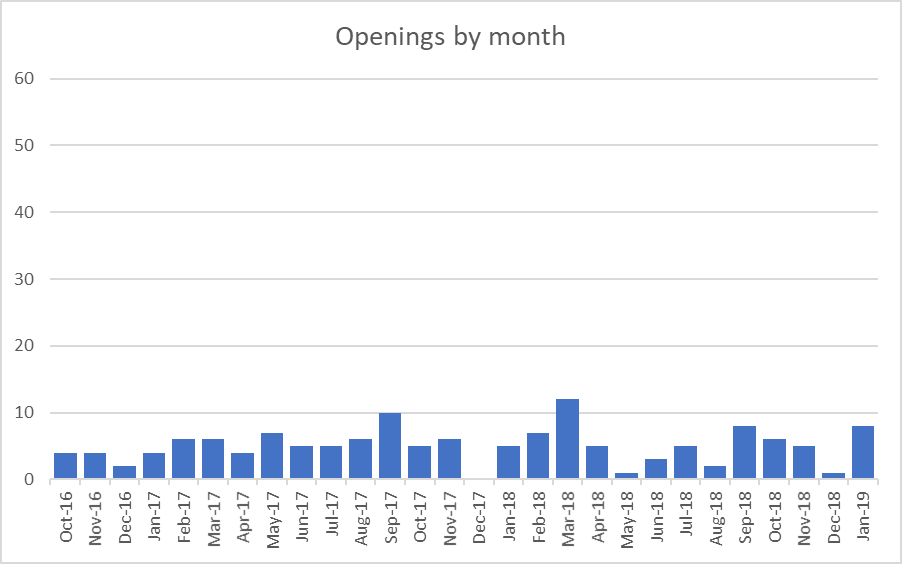 Openings by month
60
50
40
30
20
10
0
Oct-16
Nov-16
Dec-16
Jan-17
Feb-17
Mar-17
Apr-17
May-17
Jun-17
Jul-17
Aug-17
Sep-17
Oct-17
Nov-17
Dec-17
Jan-18
Feb-18
Mar-18
Apr-18
May-18
Jun-18
Jul-18
Aug-18
Sep-18
Oct-18
Nov-18
Dec-18
Jan-19